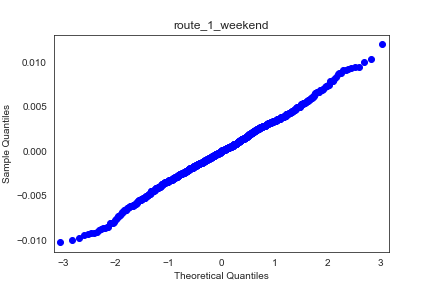 route_1_weekend
0.010
0.005
0.000
−0.005
−0.010
Sample Quantiles
−3 −2 −1 0 1 2 3
Theoretical Quantiles